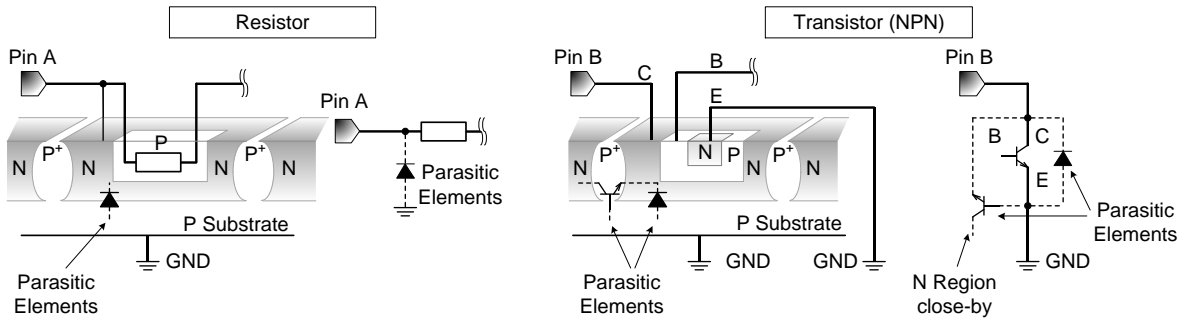 Resistor
Transistor (NPN)
Pin A
Pin B
C
B
E
Pin B
Pin A
N
P+
N
P
N
P+
N
Parasitic
Elements
P Substrate
GND
Parasitic
Elements
N
P+
N
N
P
P+
N
P Substrate
GND
GND
Parasitic
Elements
B
C
E
Parasitic
Elements
GND
N Region
close-by